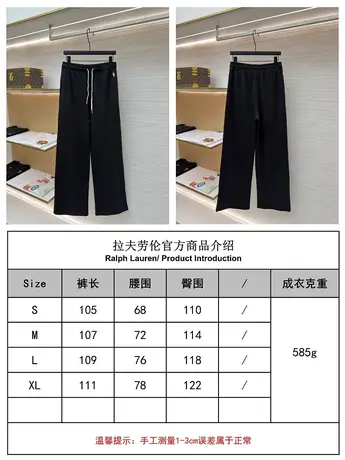 拉夫劳伦官方商品介绍
Ralph Lauren/ Product Introduction
Size 裤长 腰围 臀围 / 成衣克重
S 105 68 110 /
M 107 72 114 /
L 109 76 118 /
XL 111 78 122 /
585g
温馨提示：手工测量1-3cm误差属于正常